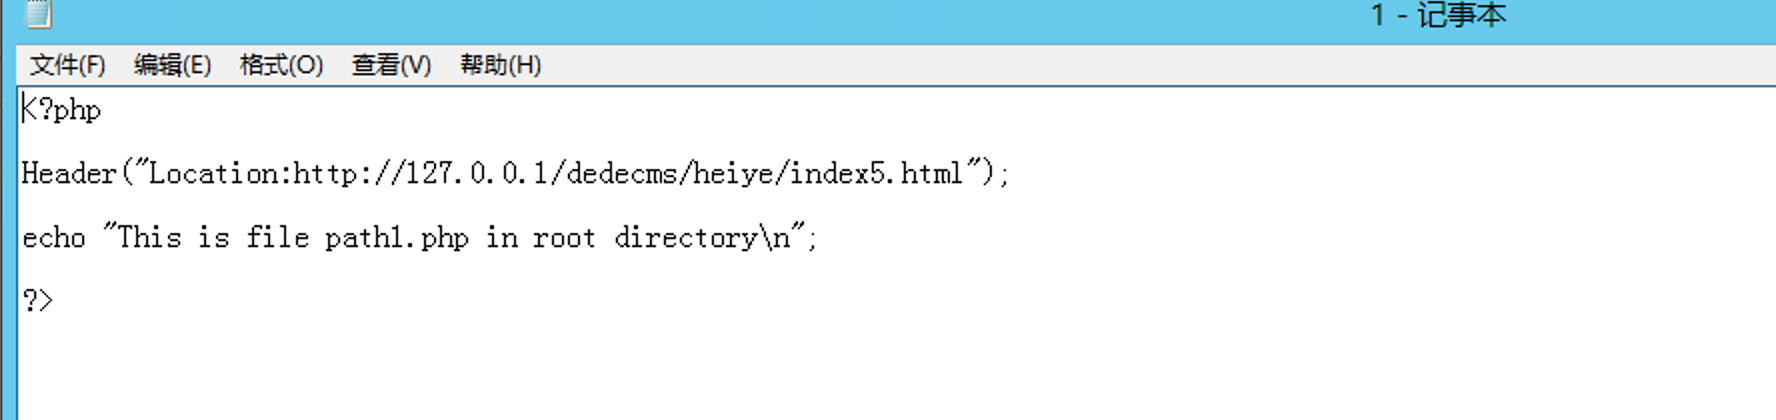 1 - 记事本
文件(F) 编辑(E) 格式(O) 查看(V) 帮助(H)
<?php
Header("Location:http://127.0.0.1/dedecms/heiye/index5.html");
echo "This is file path1.php in root directory\n";
?>